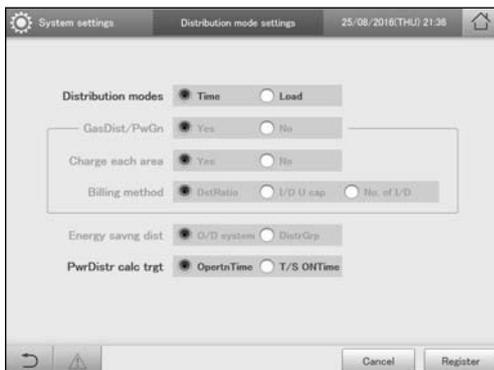 System settings Distribution mode settings 25/08/2016(THU) 21:36
Distribution modes Time Load
GasDist/PwGn Yes No
Charge each area Yes No
Billing method DstRatio I/D U cap No. of I/D
Energy savng dist O/D system DistrGrp
PwrDistr calc trgt OpertnTime T/S ONTime
Cancel Register